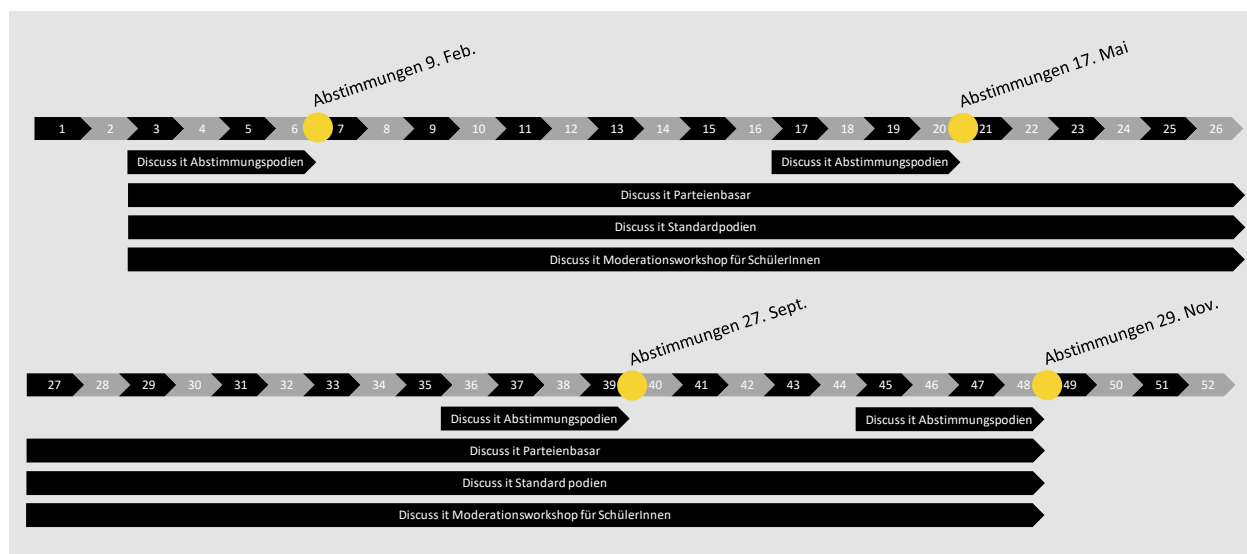 Abstimmungen 9. Feb.
Abstimmungen 17. Mai
1 2 3 4 5 6 7 8 9 10 11 12 13 14 15 16 17 18 19 20 21 22 23 24 25 26
Discuss it Abstimmungspodien Discuss it Abstimmungspodien
Discuss it Parteienbasar
Discuss it Standardpodien
Discuss it Moderationsworkshop für SchülerInnen
Abstimmungen 27. Sept.
Abstimmungen 29. Nov.
27 28 29 30 31 32 33 34 35 36 37 38 39 40 41 42 43 44 45 46 47 48 49 50 51 52
Discuss it Abstimmungspodien Discuss it Abstimmungspodien
Discuss it Parteienbasar
Discuss it Standard podien
Discuss it Moderationsworkshop für SchülerInnen